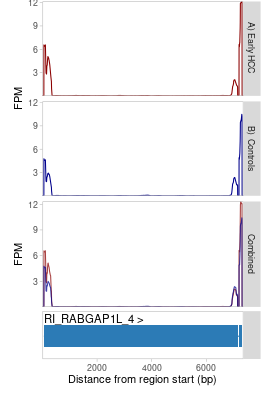 12
9
6
3
FPM
A) Early HCC
12
9
6
3
FPM
B) Controls
12
9
6
3
FPM
Combined
RI_RABGAP1L_4 >
2000 4000 6000
Distance from region start (bp)